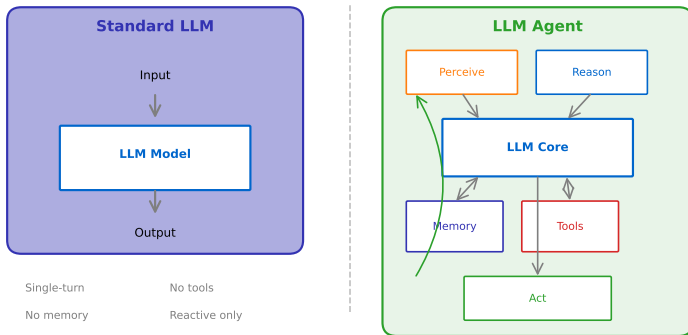 Standard LLM
Input
LLM Model
Output
Single-turn
No tools
No memory
Reactive only
LLM Agent
Perceive
Reason
LLM Core
Memory
Tools
Act